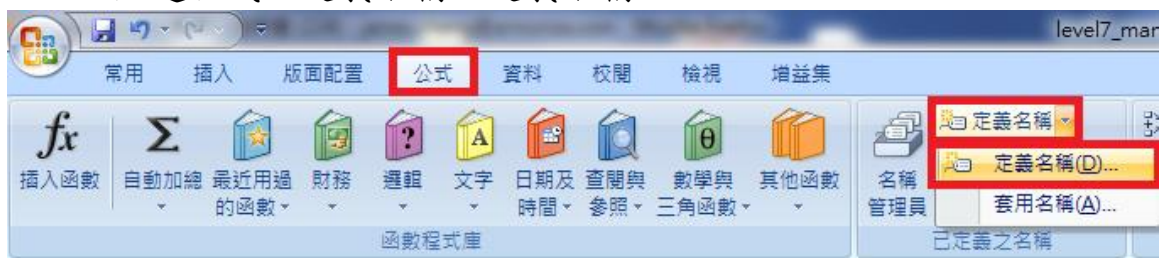 level7_mar
常用 插入 版面配置 公式 資料 校閱 檢視 增益集
fx Σ ? A θ 定義名稱
插入函數 自動加總 最近用過的函數 財務 邏輯 文字 日期及時間 查閱與參照 數學與三角函數 其他函數 名稱管理員 定義名稱(D)...
套用名稱(A)...
函數程式庫 已定義之名稱